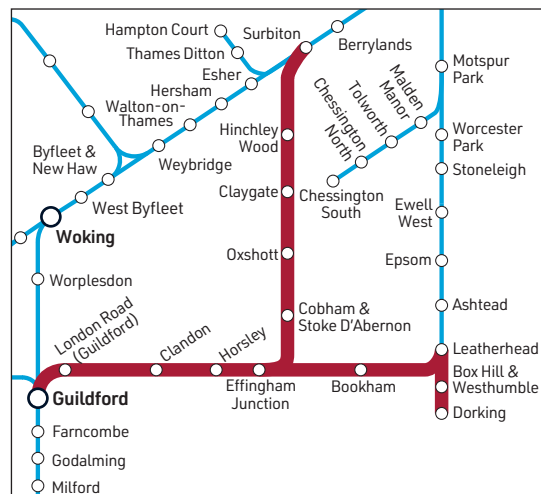 Hampton Court
Surbiton
Thames Ditton
Berrylands
Esher
Hersham
Walton-on-
Thames
Motspur
Park
Malden
Manor
Tolworth
Chessington
North
Hinchley
Wood
Worcester
Park
Byfleet &
New Haw
Weybridge
Stoneleigh
Chessington
South
Claygate
West Byfleet
Ewell
West
Woking
Oxshott
Epsom
Worplesdon
Cobham &
Stoke D'Abernon
Ashtead
London Road
(Guildford)
Clandon
Horsley
Leatherhead
Effingham
Junction
Bookham
Box Hill &
Westhumble
Guildford
Dorking
Farncombe
Godalming
Milford